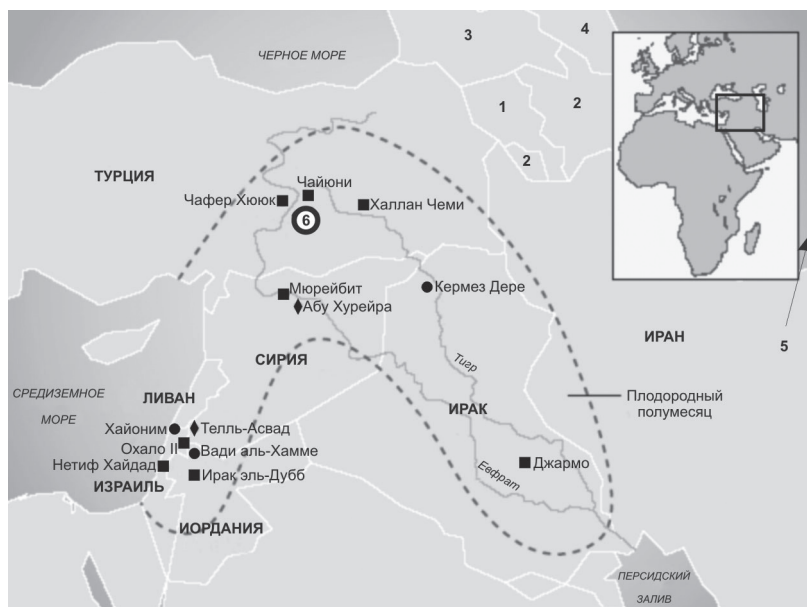 ЧЕРНОЕ МОРЕ
3
4
1
2
2
ТУРЦИЯ
Чафер Хююк
Чайюни
Халлан Чеми
6
Мюрейбит
Абу Хурейра
Кермез Дере
ИРАН
5
СИРИЯ
Тигр
СРЕДИЗЕМНОЕ
МОРЕ
ЛИВАН
ИРАК
Плодородный
полумесяц
Хайоним
Телль-Асвад
Охало II
Вади аль-Хамме
Нетиф Хайдад
Ирак эль-Дубб
Джармо
Евфрат
ИЗРАИЛЬ
ИОРДАНИЯ
ПЕРСИДСКИЙ
ЗАЛИВ